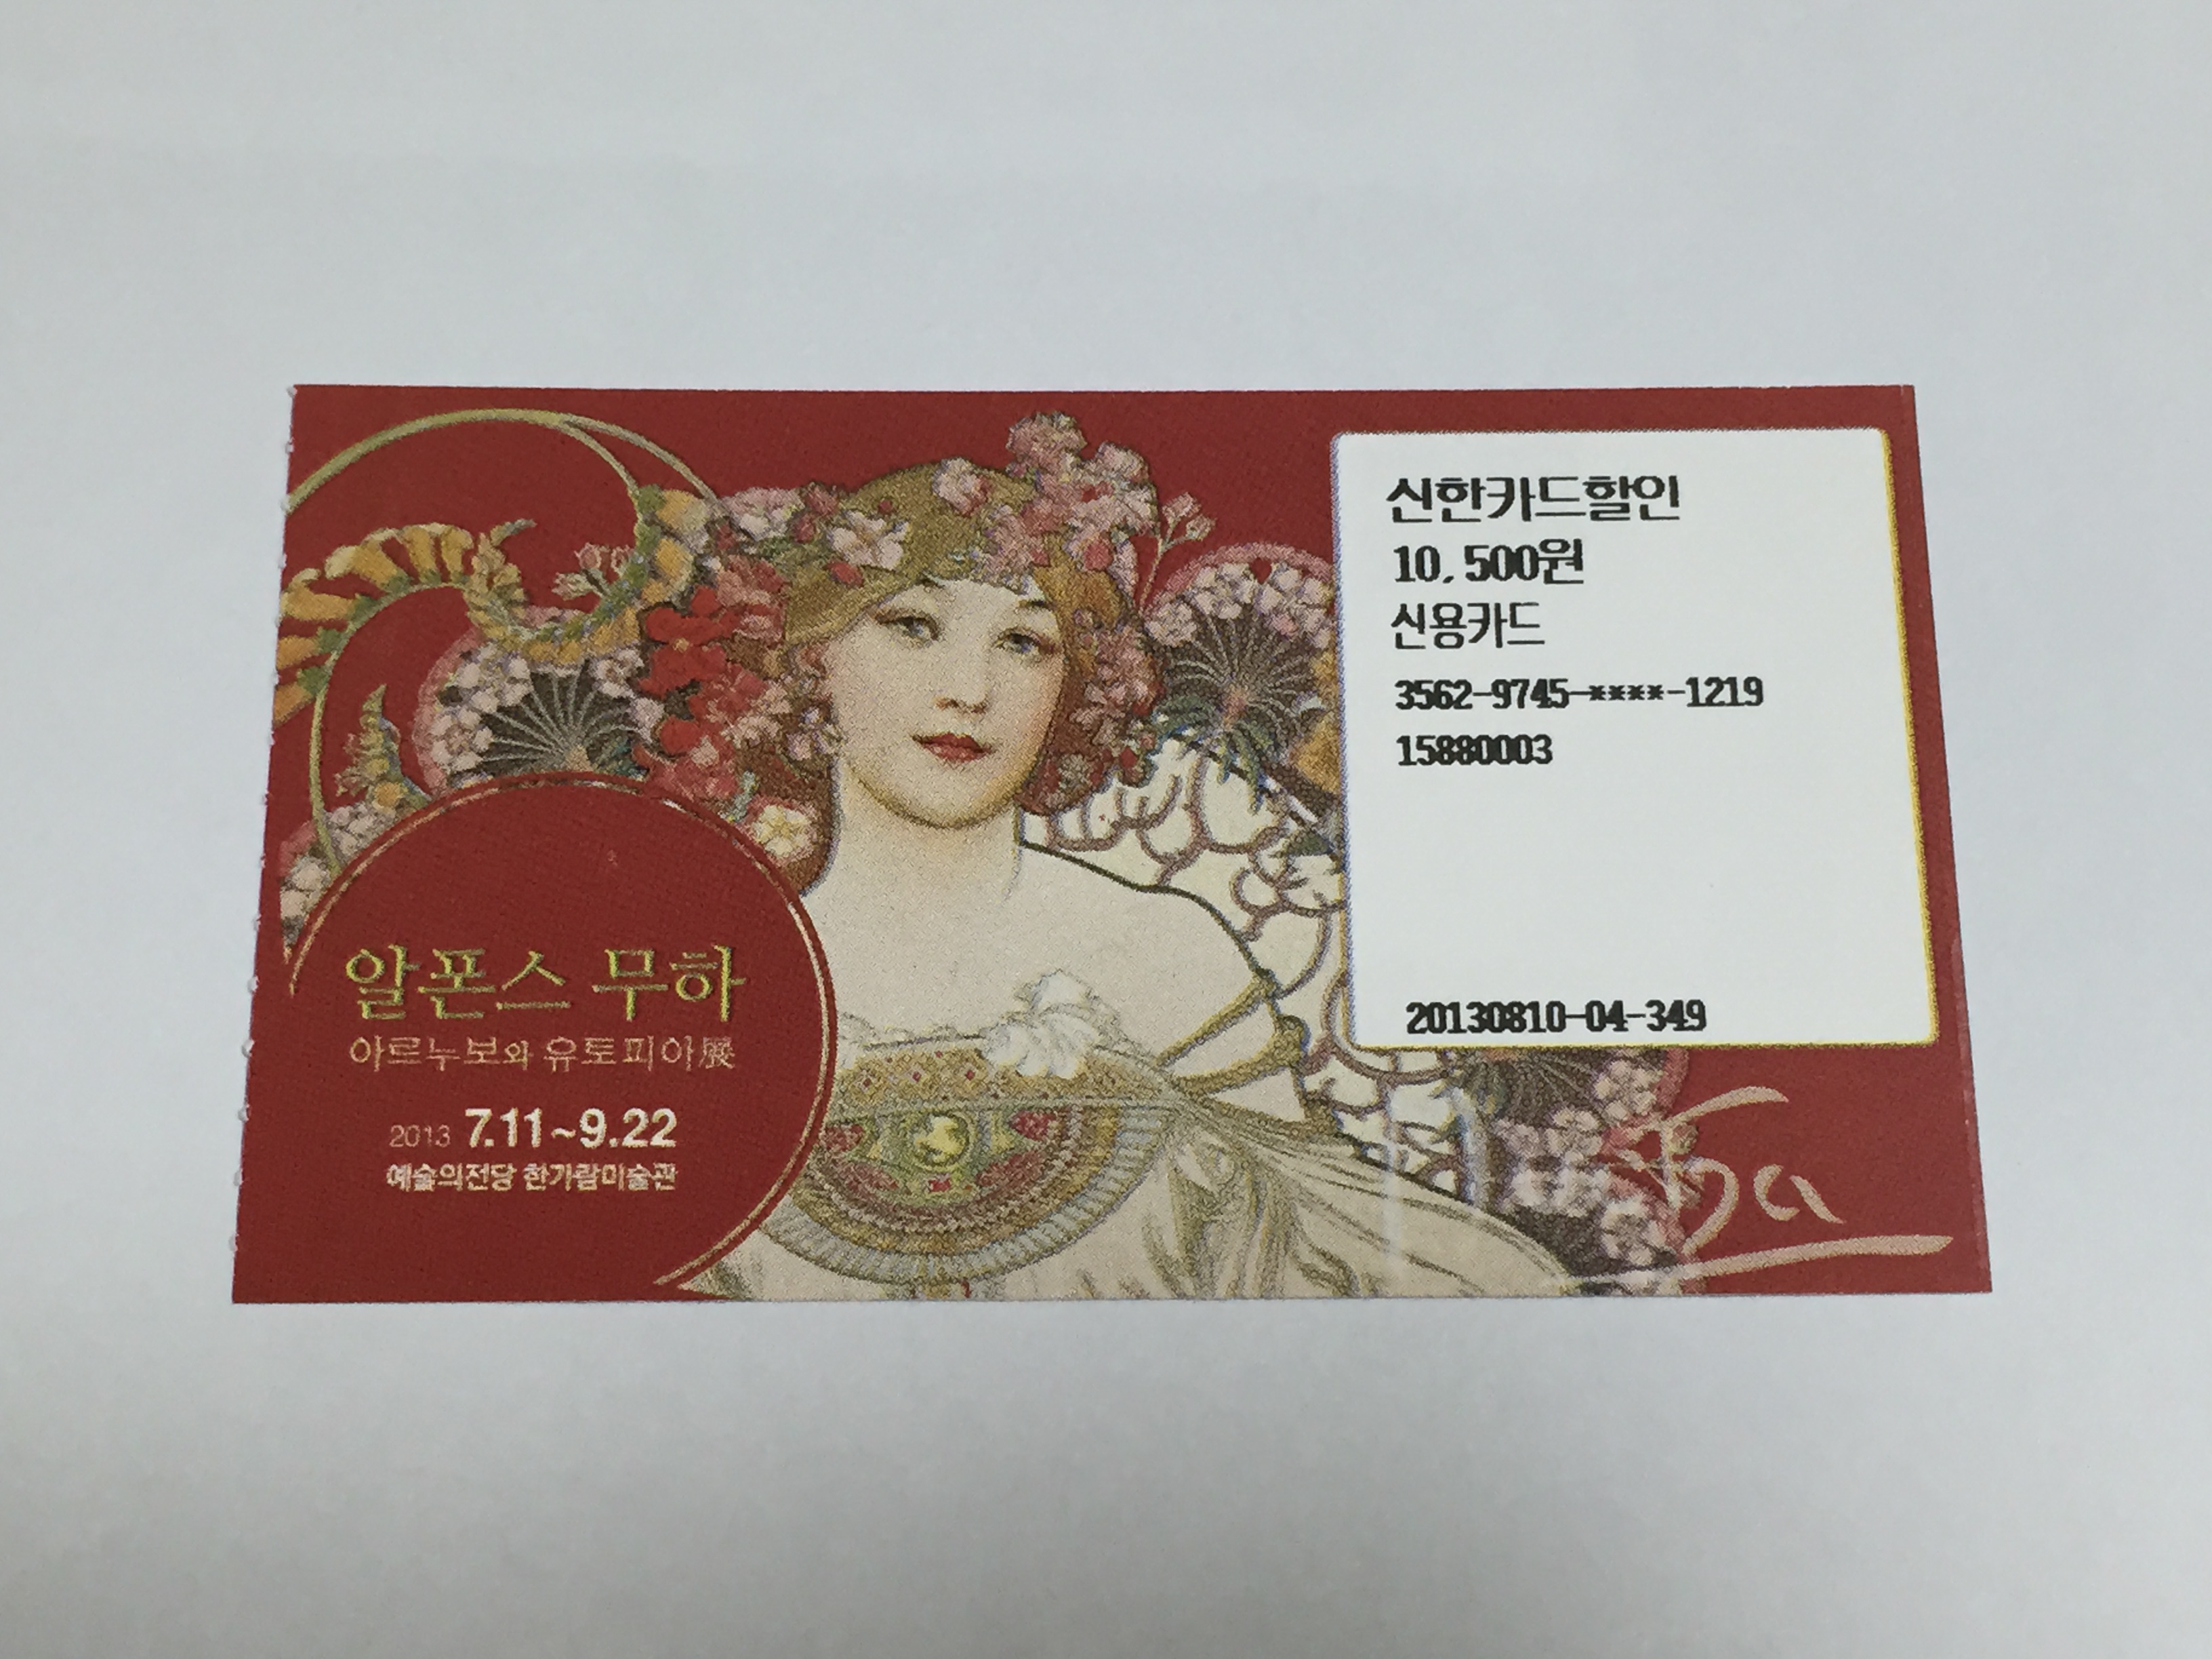 알폰스 무하
아르누보와 유토피아展
2013 7.11~9.22
예술의전당 한가람미술관
신한카드할인
10,500원
신용카드
3562-9745-****-1219
15880003
20130810-04-349